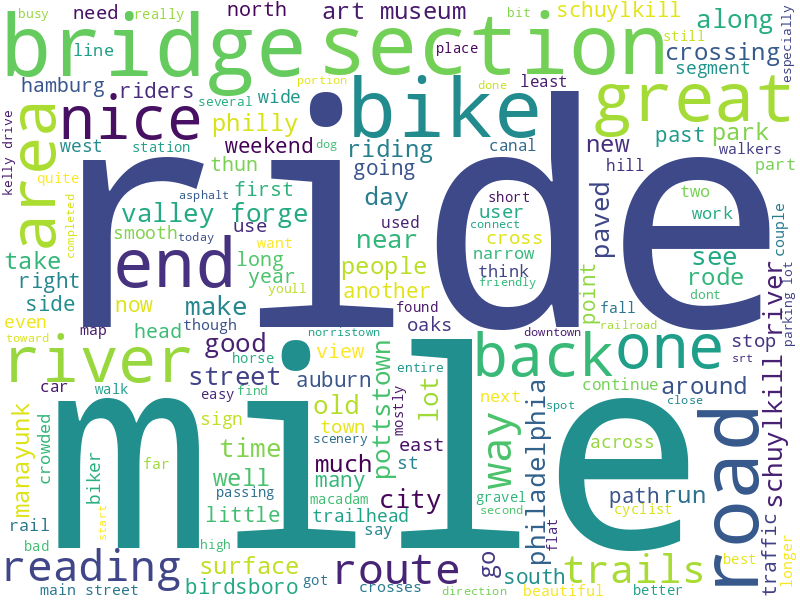 busy need really north art museum schuylkill along especially
line place bit still crossing
bridge section
hamburg riders several wide portion done least segment
kelly drive area nice bike great
west station philly dog canal new past park walkers
weekend riding hill part
quite thun going
ride
asphalt first day near short two work couple
completed valley forge use user connect paved
smooth today want used cross narrow see
take end long people think rode dont parking lot
right year another friendly point
side now make youll found fall
even though oaks
toward map head norristown downtown railroad
river good horse view back one stop srt
street auburn entire continue around schuylkill river
car walk easy find mostly next spot close
manayunk sign old pottstown lot way philadelphia road
crowded time town east across
biker far scenery
well much st
passing many city gravel path run
rail start little macadam second cyclist traffic
bad high trailhead say flat best longer
mile
reading surface route go south trails
main street birdsboro got crosses direction beautiful better